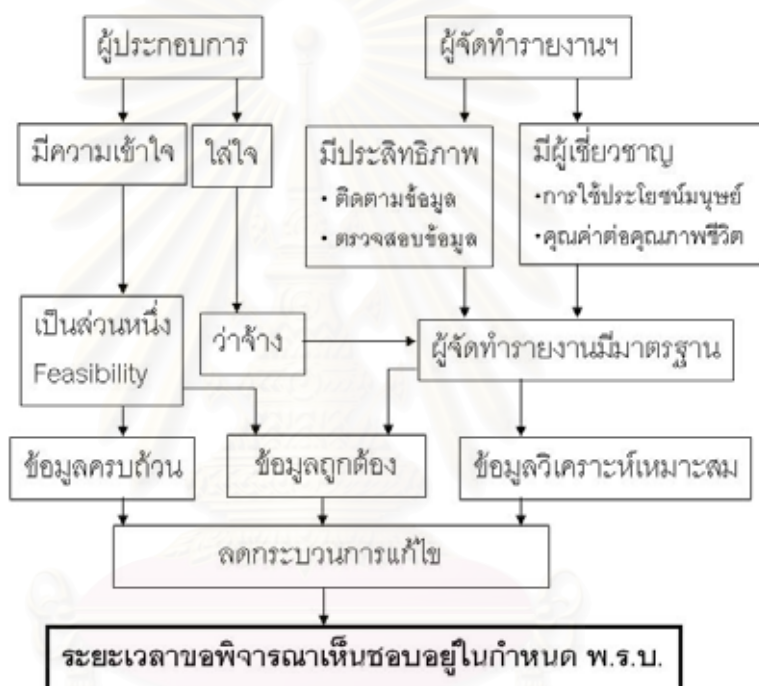 ผู้ประกอบการ
ผู้จัดทำรายงานฯ
มีความเข้าใจ
ใส่ใจ
มีประสิทธิภาพ
• ติดตามข้อมูล
• ตรวจสอบข้อมูล
มีผู้เชี่ยวชาญ
•การใช้ประโยชน์มนุษย์
•คุณค่าต่อคุณภาพชีวิต
เป็นส่วนหนึ่ง
Feasibility
ว่าจ้าง
ผู้จัดทำรายงานมีมาตรฐาน
ข้อมูลครบถ้วน
ข้อมูลถูกต้อง
ข้อมูลวิเคราะห์เหมาะสม
ลดกระบวนการแก้ไข
ระยะเวลาขอพิจารณาเห็นชอบอยู่ในกำหนด พ.ร.บ.